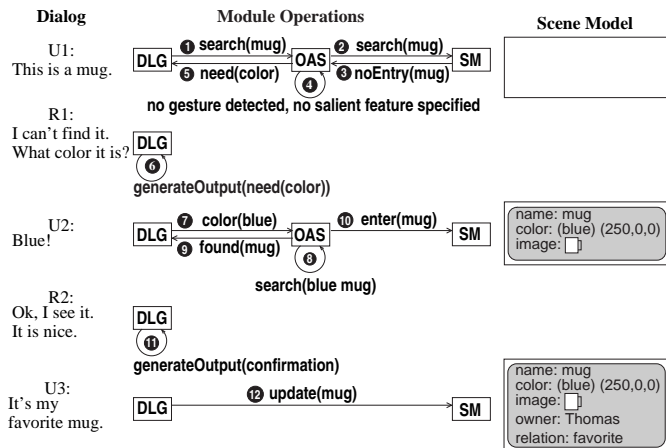 Dialog Module Operations Scene Model
U1:
This is a mug.
DLG 1 search(mug) OAS 2 search(mug) SM
5 need(color) 3 noEntry(mug)
4
no gesture detected, no salient feature specified
R1:
I can't find it.
What color it is?
DLG
6
generateOutput(need(color))
U2:
Blue!
DLG 7 color(blue) OAS 10 enter(mug) SM
9 found(mug)
8
search(blue mug)
name: mug
color: (blue) (250,0,0)
image:
R2:
Ok, I see it.
It is nice.
DLG
11
generateOutput(confirmation)
U3:
It's my
favorite mug.
DLG 12 update(mug) SM
name: mug
color: (blue) (250,0,0)
image:
owner: Thomas
relation: favorite